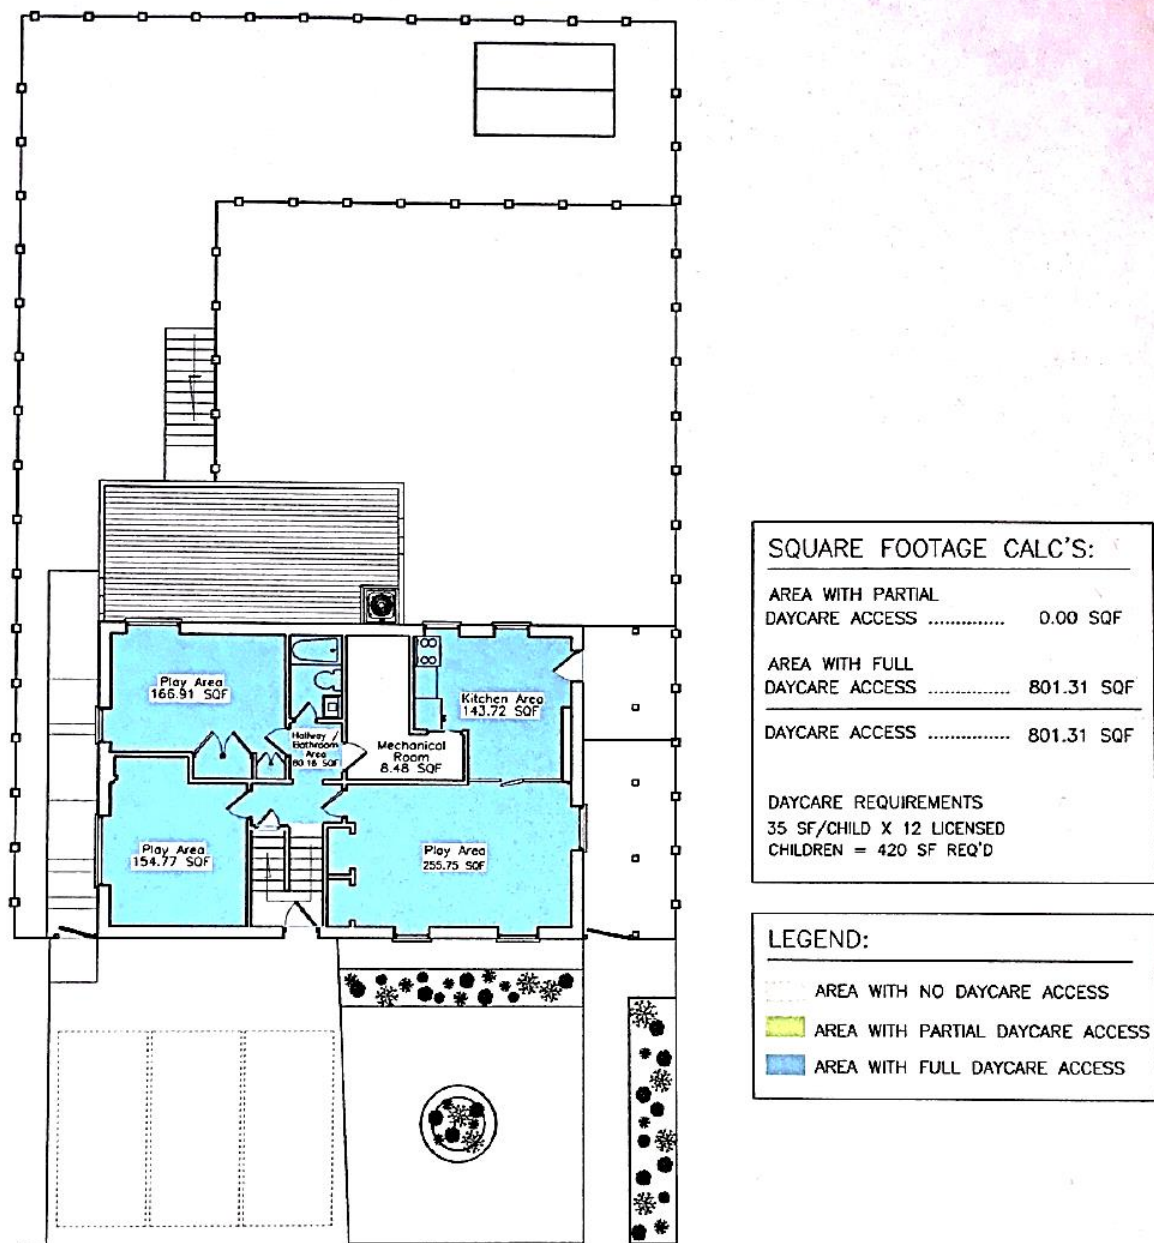 Play Area
166.91 SQF
Hallway /
Bathroom
Area
80.16 SQF
Mechanical
Room
8.48 SQF
Kitchen Area
143.72 SQF
Play Area
154.77 SQF
Play Area
255.75 SQF
SQUARE FOOTAGE CALC'S:
AREA WITH PARTIAL
DAYCARE ACCESS .............. 0.00 SQF
AREA WITH FULL
DAYCARE ACCESS .............. 801.31 SQF
DAYCARE ACCESS .............. 801.31 SQF
DAYCARE REQUIREMENTS
35 SF/CHILD X 12 LICENSED
CHILDREN = 420 SF REQ'D
LEGEND:
AREA WITH NO DAYCARE ACCESS
AREA WITH PARTIAL DAYCARE ACCESS
AREA WITH FULL DAYCARE ACCESS